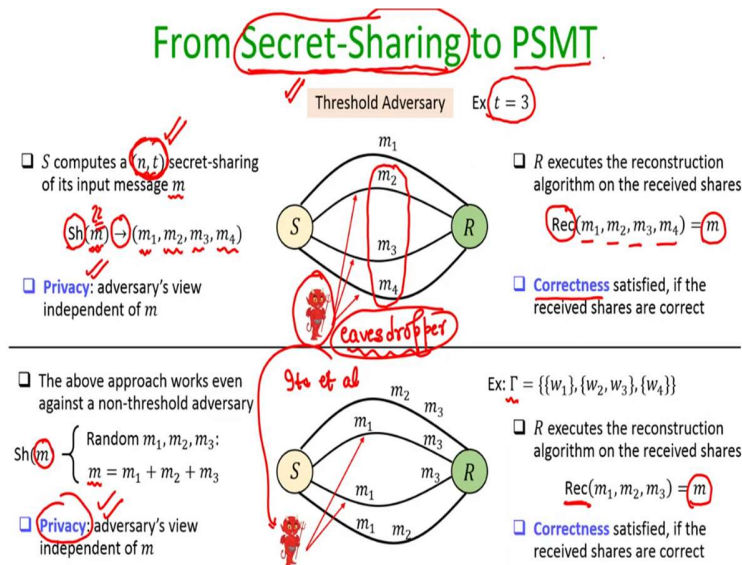 From Secret-Sharing to PSMT
Threshold Adversary Ex t = 3
S computes a (n, t) secret-sharing
of its input message m
Sh(m) → (m₁, m₂, m₃, m₄)
Privacy: adversary's view
independent of m
m₁
m₂
m₃
m₄
S
R
eavesdropper
R executes the reconstruction
algorithm on the received shares
Rec(m₁, m₂, m₃, m₄) = m
Correctness satisfied, if the
received shares are correct
The above approach works even
against a non-threshold adversary
Sh(m)
Random m₁, m₂, m₃:
m = m₁ + m₂ + m₃
Privacy: adversary's view
independent of m
Ito et al
m₂ m₃
m₁ m₃
S
R
m₁ m₃
m₁ m₂
Ex: Γ = {{w₁}, {w₂, w₃}, {w₄}}
R executes the reconstruction
algorithm on the received shares
Rec(m₁, m₂, m₃) = m
Correctness satisfied, if the
received shares are correct